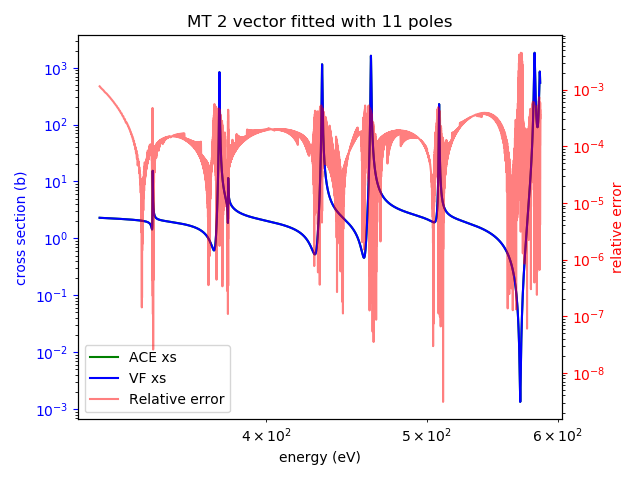 MT 2 vector fitted with 11 poles
cross section (b)
10³
10²
10¹
10⁰
10⁻¹
10⁻²
10⁻³
10⁻³
10⁻⁴
10⁻⁵
10⁻⁶
10⁻⁷
10⁻⁸
relative error
ACE xs
VF xs
Relative error
4 × 10² 5 × 10² 6 × 10²
energy (eV)